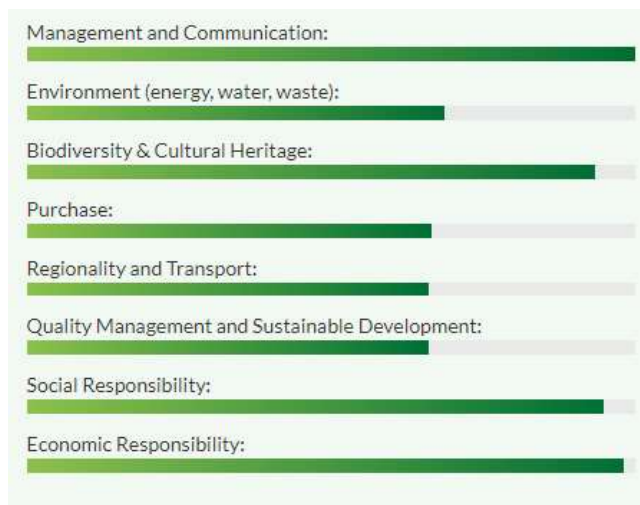 Management and Communication:
Environment (energy, water, waste):
Biodiversity & Cultural Heritage:
Purchase:
Regionality and Transport:
Quality Management and Sustainable Development:
Social Responsibility:
Economic Responsibility: